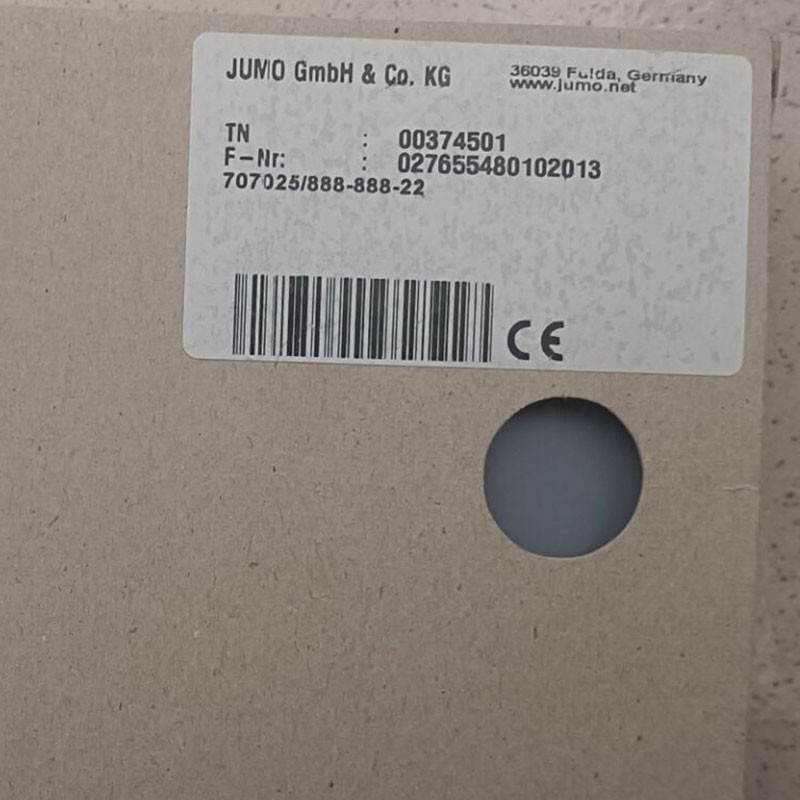 JUMO GmbH & Co. KG
36039 Fulda, Germany
www.jumo.net
TN : 00374501
F-Nr: : 027655480102013
707025/888-888-22
CE